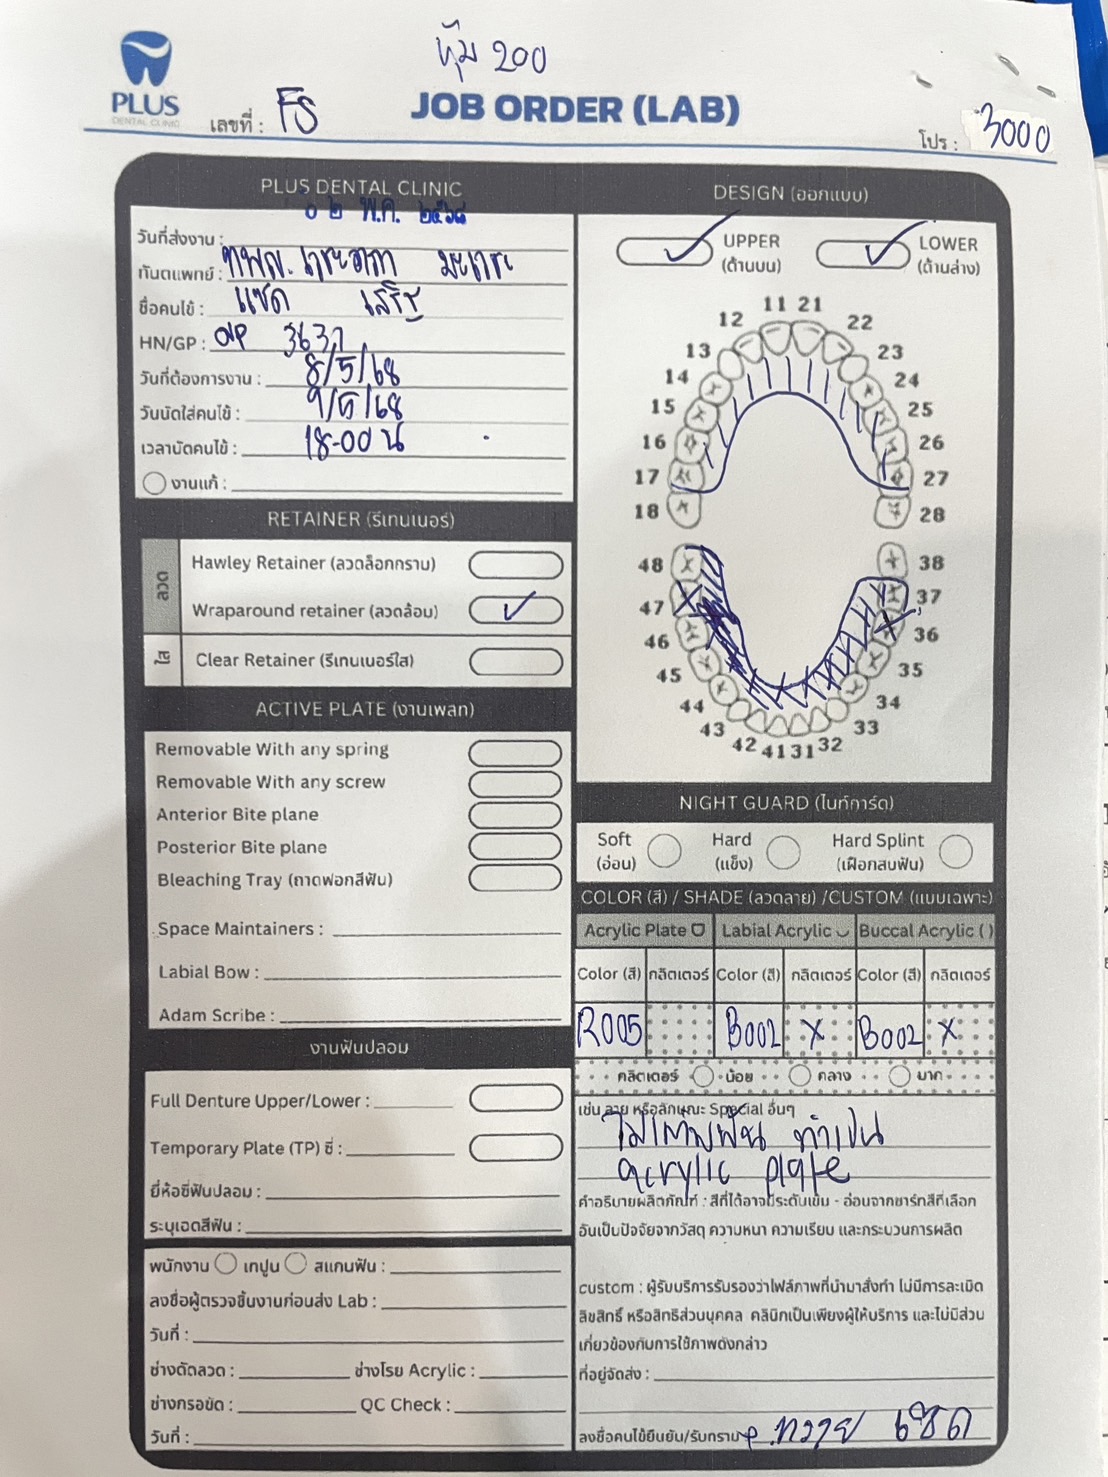 หุ้ม 200
PLUS
DENTAL CLINIC
เลขที่ : FS
JOB ORDER (LAB)
โปร : 3000
PLUS DENTAL CLINIC
๐๒ พ.ค. ๒๕๖๘
วันที่ส่งงาน :
ทันตแพทย์ : ทพญ.
ชื่อคนไข้ :
HN/GP :
วันที่ต้องการงาน : 8/5/68
วันนัดใส่คนไข้ : 9/5/68
เวลานัดคนไข้ : 18-00 น
งานแก้ :
RETAINER (รีเทนเนอร์)
ลวด
Hawley Retainer (ลวดล็อกกราม)
Wraparound retainer (ลวดล้อม) ✓
ใส
Clear Retainer (รีเทนเนอร์ใส)
ACTIVE PLATE (งานเพลท)
Removable With any spring
Removable With any screw
Anterior Bite plane
Posterior Bite plane
Bleaching Tray (ถาดฟอกสีฟัน)
Space Maintainers :
Labial Bow :
Adam Scribe :
งานฟันปลอม
Full Denture Upper/Lower :
Temporary Plate (TP) ซี่ :
ยี่ห้อซี่ฟันปลอม :
ระบุเฉดสีฟัน :
พนักงาน เทปูน สแกนฟัน :
ลงชื่อผู้ตรวจชิ้นงานก่อนส่ง Lab :
วันที่ :
ช่างดัดลวด : ช่างโรย Acrylic :
ช่างกรอขัด : QC Check :
วันที่ :
DESIGN (ออกแบบ)
✓ UPPER (ด้านบน) ✓ LOWER (ด้านล่าง)
11 21
12 22
13 23
14 24
15 25
16 26
17 27
18 28
48 38
47 37
46 36
45 35
44 34
43 33
42 41 31 32
NIGHT GUARD (ไนท์การ์ด)
Soft (อ่อน) Hard (แข็ง) Hard Splint (เฝือกสบฟัน)
COLOR (สี) / SHADE (ลวดลาย) /CUSTOM (แบบเฉพาะ)
Acrylic Plate Labial Acrylic Buccal Acrylic ( )
Color (สี) กลิตเตอร์ Color (สี) กลิตเตอร์ Color (สี) กลิตเตอร์
R005 B002 X B002 X
กลิตเตอร์ น้อย กลาง มาก
เช่น ลาย หรือลักษณะ Special อื่นๆ
ไม่เติมฟัน ทำเป็น
acrylic plate
คำอธิบายผลิตภัณฑ์ : สีที่ได้อาจมีระดับเข้ม - อ่อนจากชาร์ทสีที่เลือก
อันเป็นปัจจัยจากวัสดุ ความหนา ความเรียบ และกระบวนการผลิต
custom : ผู้รับบริการรับรองว่าไฟล์ภาพที่นำมาสั่งทำ ไม่มีการละเมิด
ลิขสิทธิ์ หรือสิทธิส่วนบุคคล คลินิกเป็นเพียงผู้ให้บริการ และไม่มีส่วน
เกี่ยวข้องกับการใช้ภาพดังกล่าว
ที่อยู่จัดส่ง :
ลงชื่อคนไข้ยืนยัน/รับทราบ